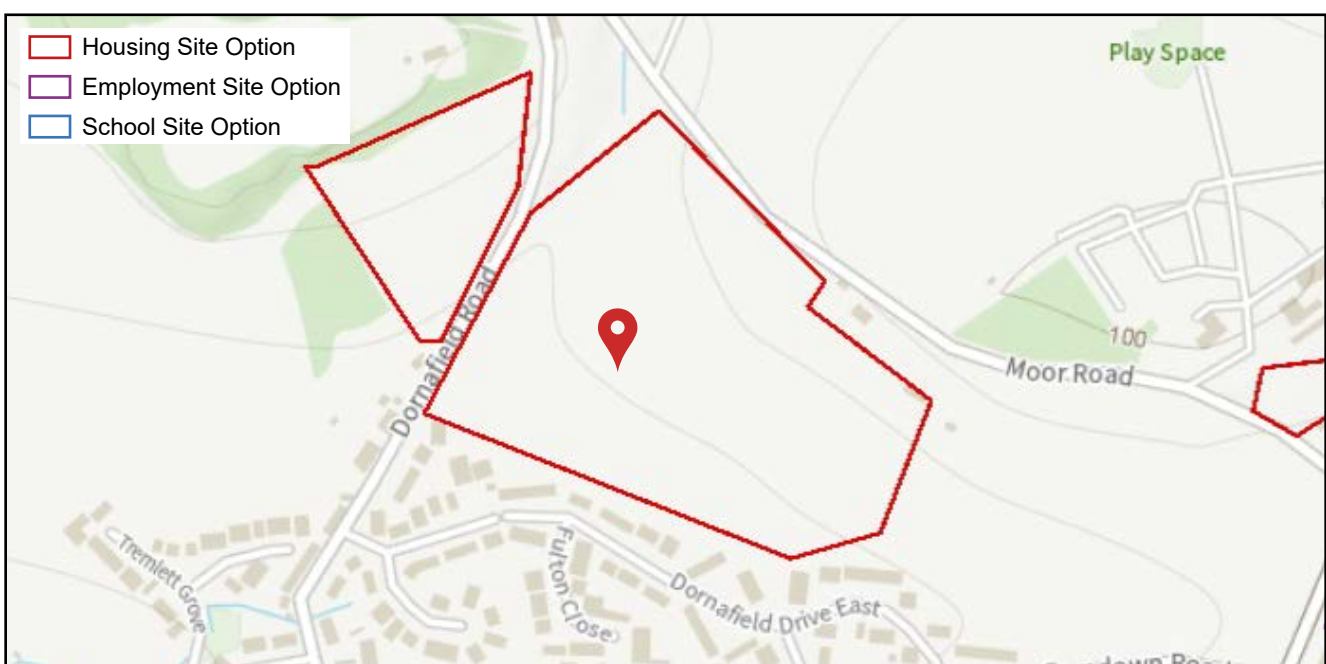 Housing Site Option
Employment Site Option
School Site Option
Play Space
Dornafield Road
100
Moor Road
Tremlett Grove
Fulton Close
Dornafield Drive East